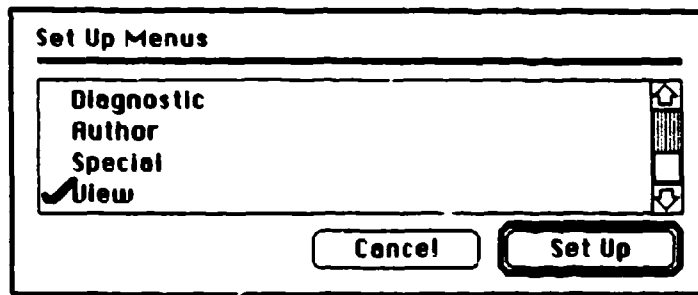 Set Up Menus
Diagnostic
Author
Special
View
Cancel
Set Up